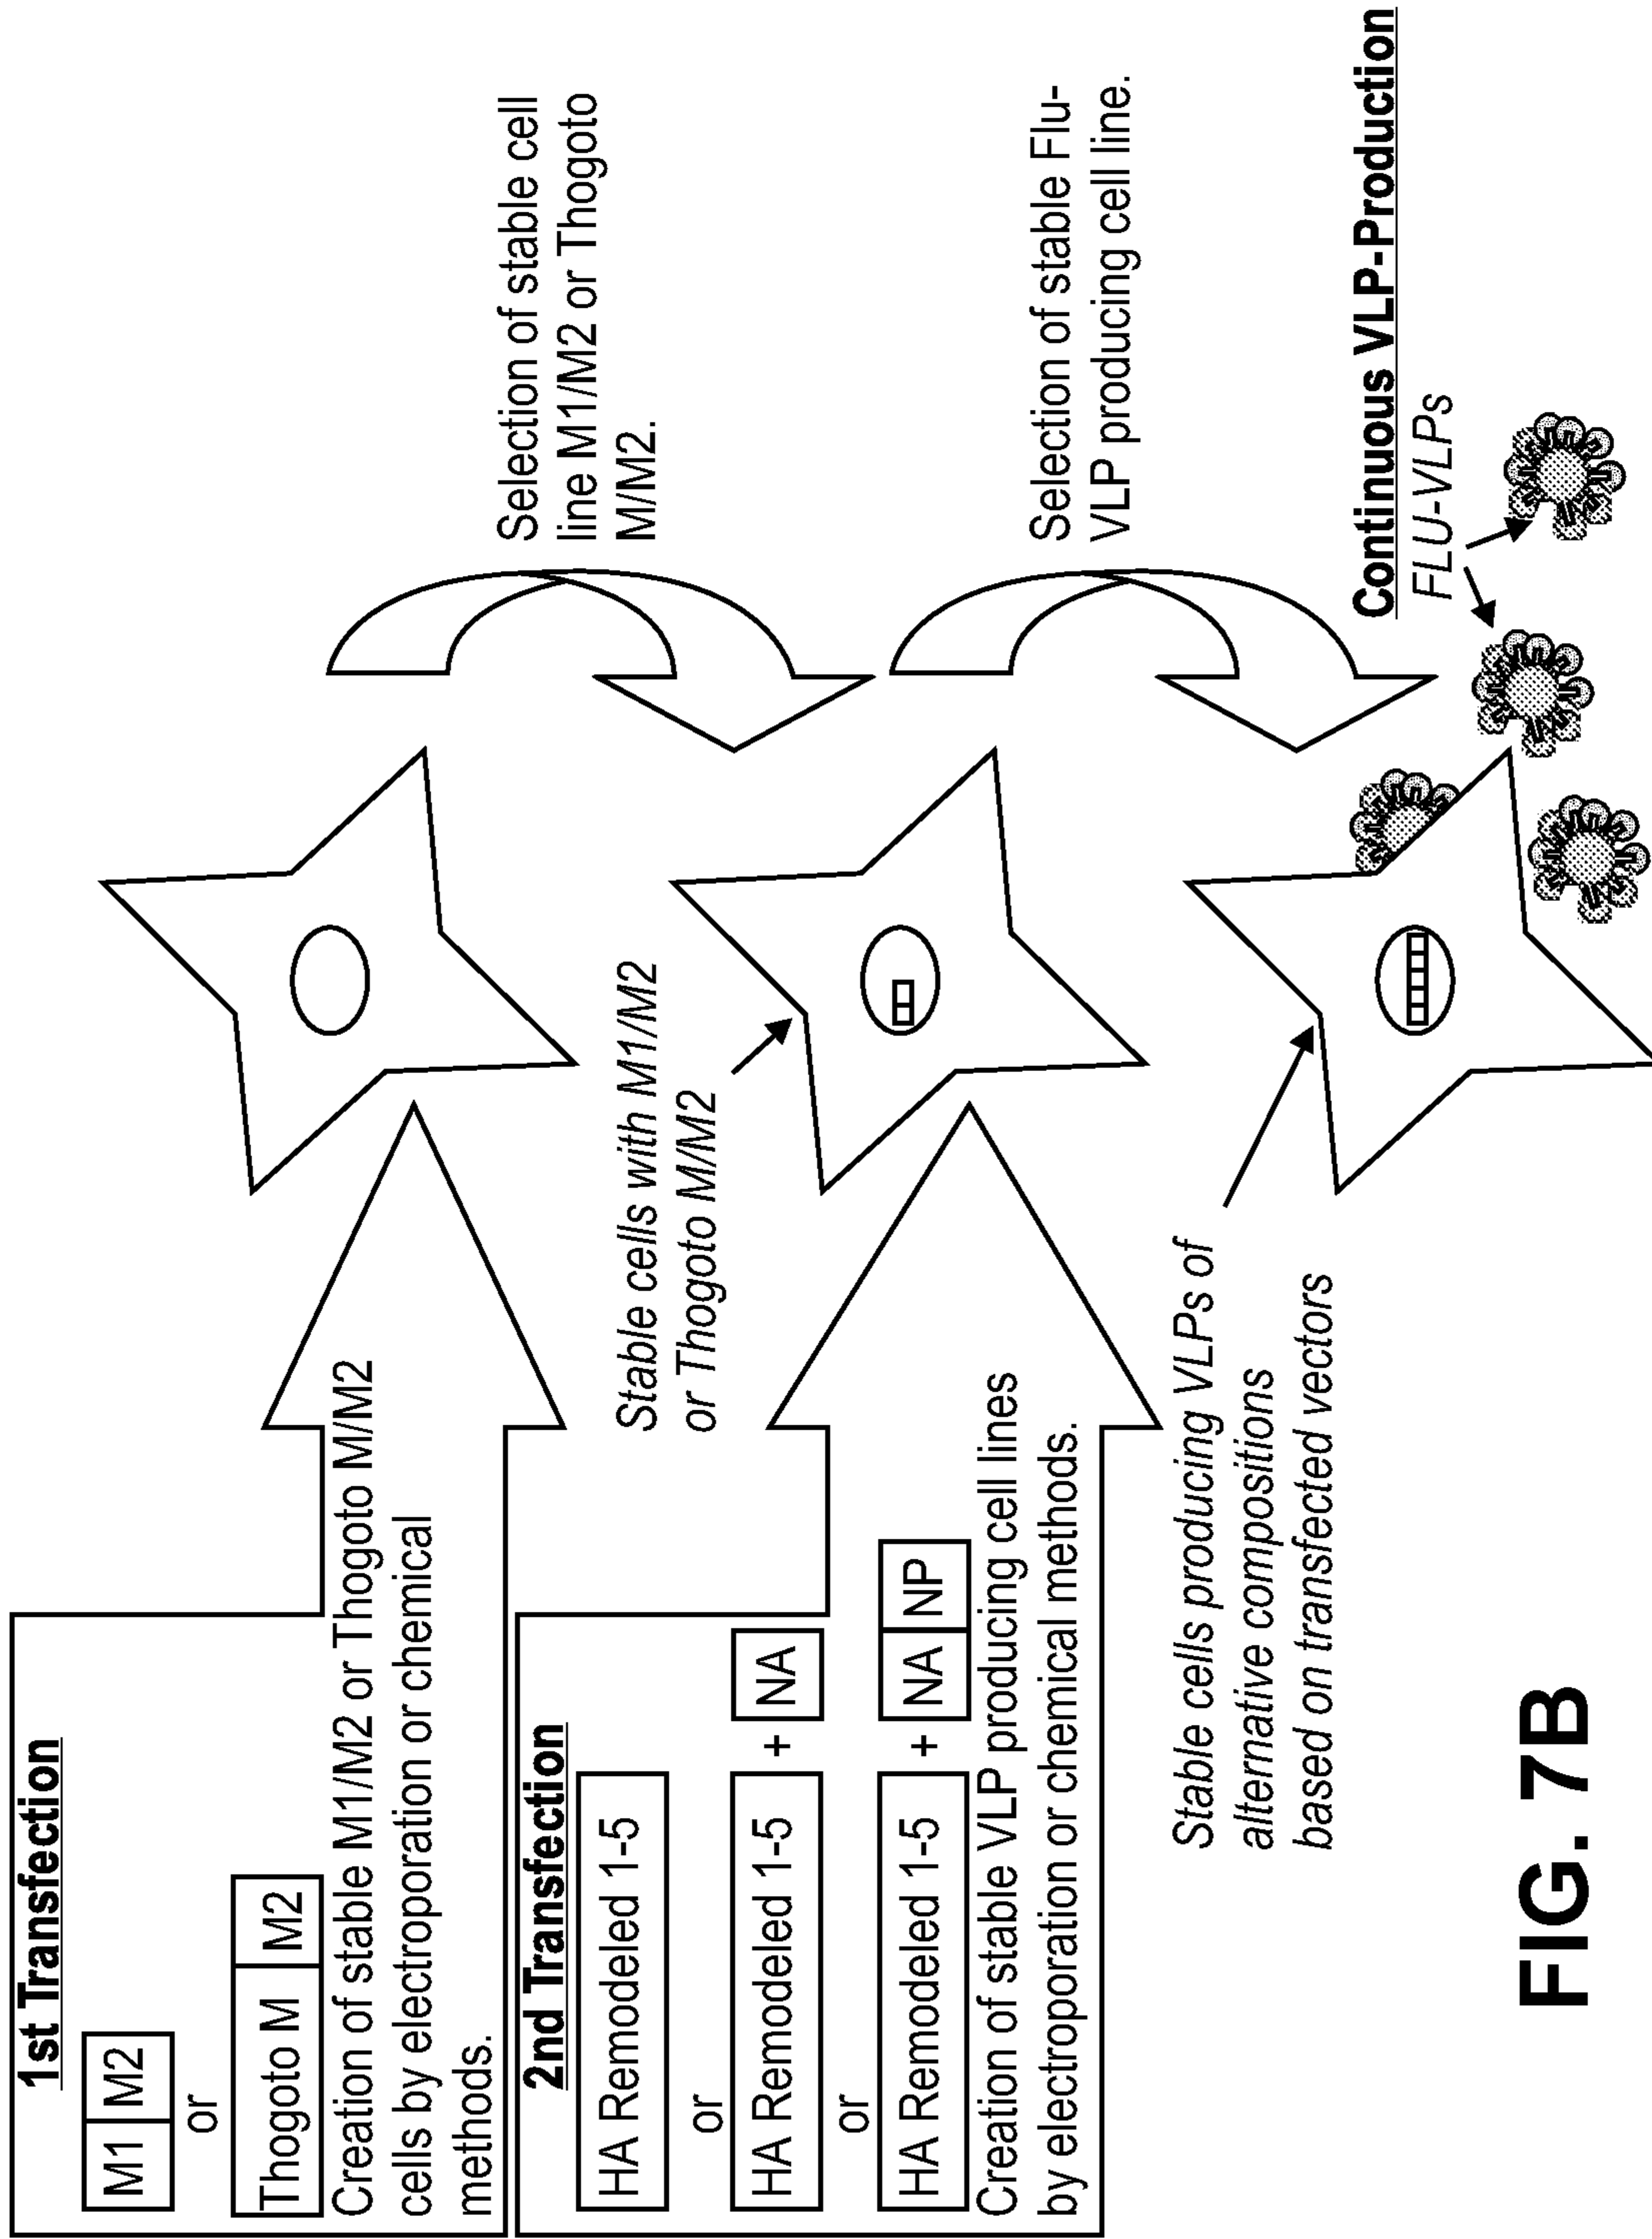 1st Transfection
M1 M2
or
Thogoto M M2
Creation of stable M1/M2 or Thogoto M/MM2
cells by electroporation or chemical
methods.
Selection of stable cell
line M1/M2 or Thogoto
M/MM2.
Stable cells with M1/M2
or Thogoto M/MM2
2nd Transfection
HA Remodeled 1-5
or
HA Remodeled 1-5 + NA
or
HA Remodeled 1-5 + NA NP
Creation of stable VLP producing cell lines
by electroporation or chemical methods.
Selection of stable Flu-
VLP producing cell line.
Stable cells producing VLPs of
alternative compositions
based on transfected vectors
Continuous VLP-Production
FLU-VLPs
FIG. 7B